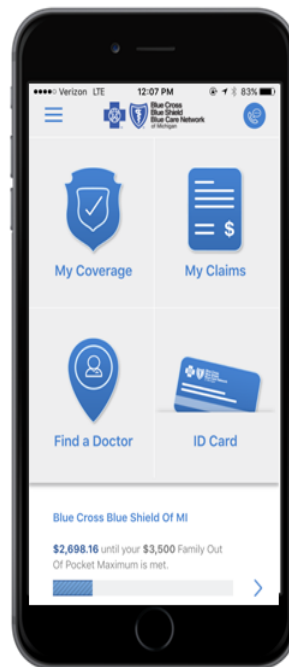 Verizon LTE 12:07 PM 83%
Blue Cross
Blue Shield
Blue Care Network
of Michigan
My Coverage
My Claims
$
Find a Doctor
ID Card
Blue Cross Blue Shield Of MI
$2,698.16 until your $3,500 Family Out
Of Pocket Maximum is met.